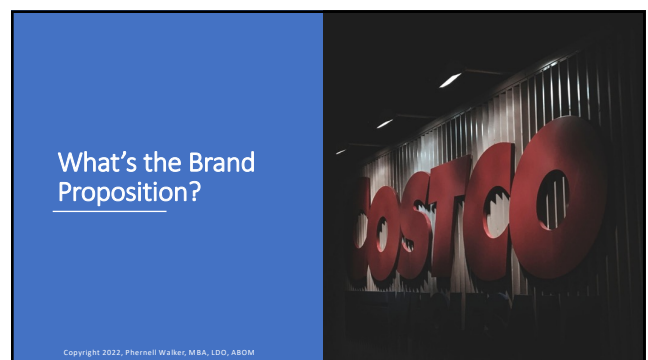 What's the Brand
Proposition?
COSTCO
Copyright 2022, Phernell Walker, MBA, LDO, ABOM